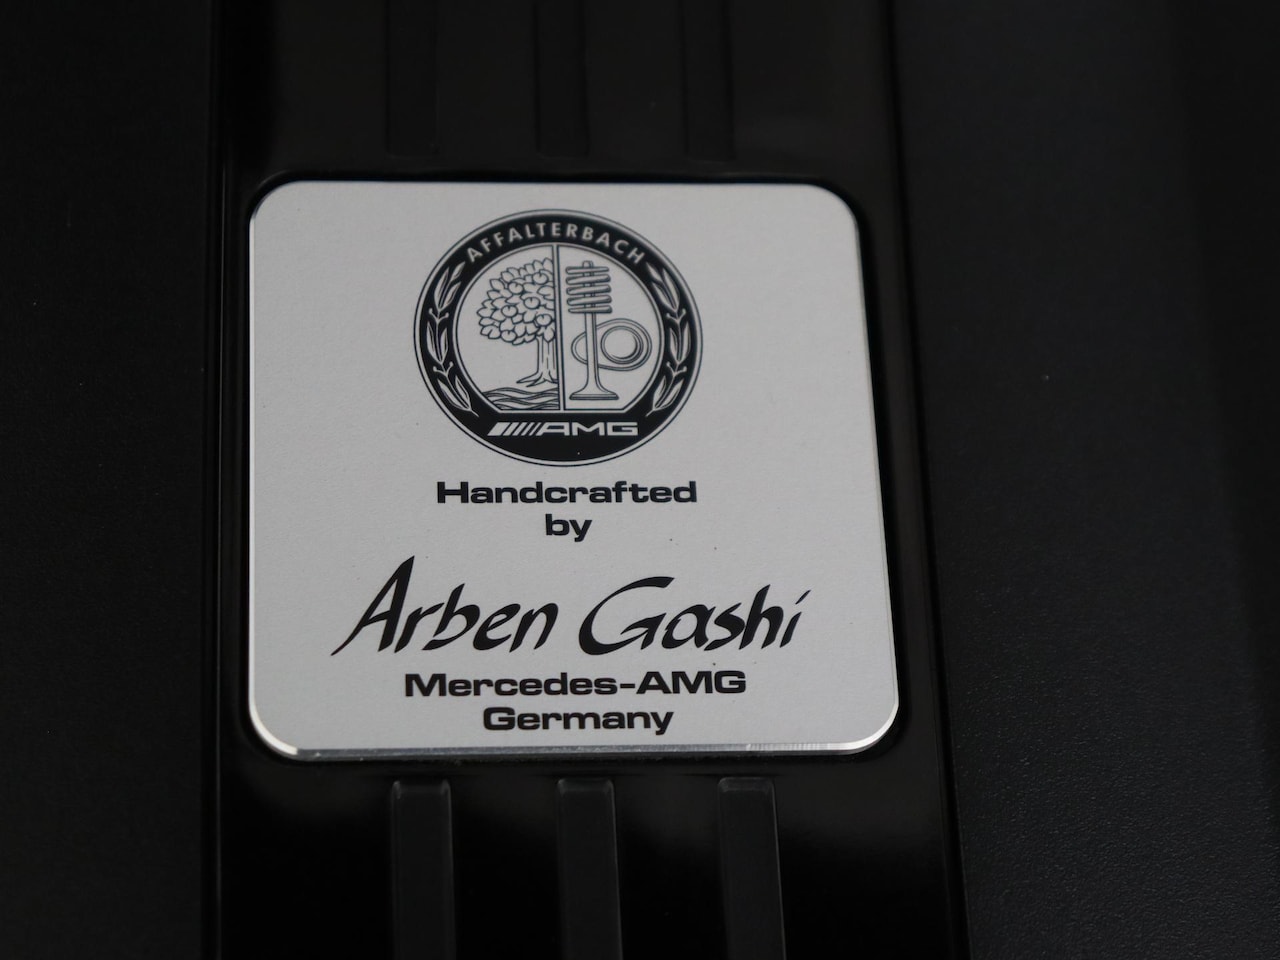 AFFALTERBACH
AMG
Handcrafted
by
Arben Gashi
Mercedes-AMG
Germany